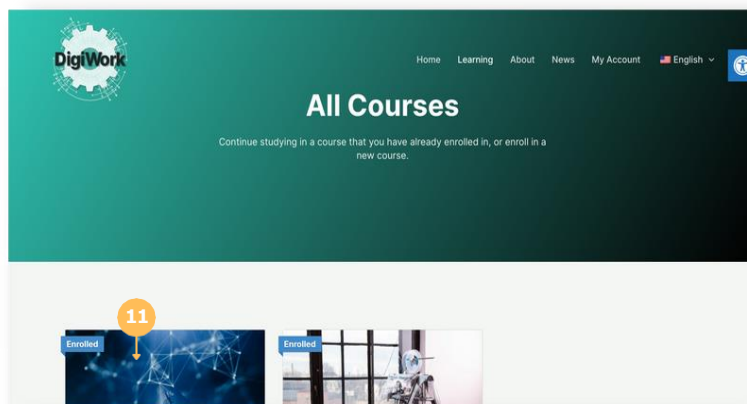 DigiWork
Home Learning About News My Account English
All Courses
Continue studying in a course that you have already enrolled in, or enroll in a
new course.
11
Enrolled Enrolled